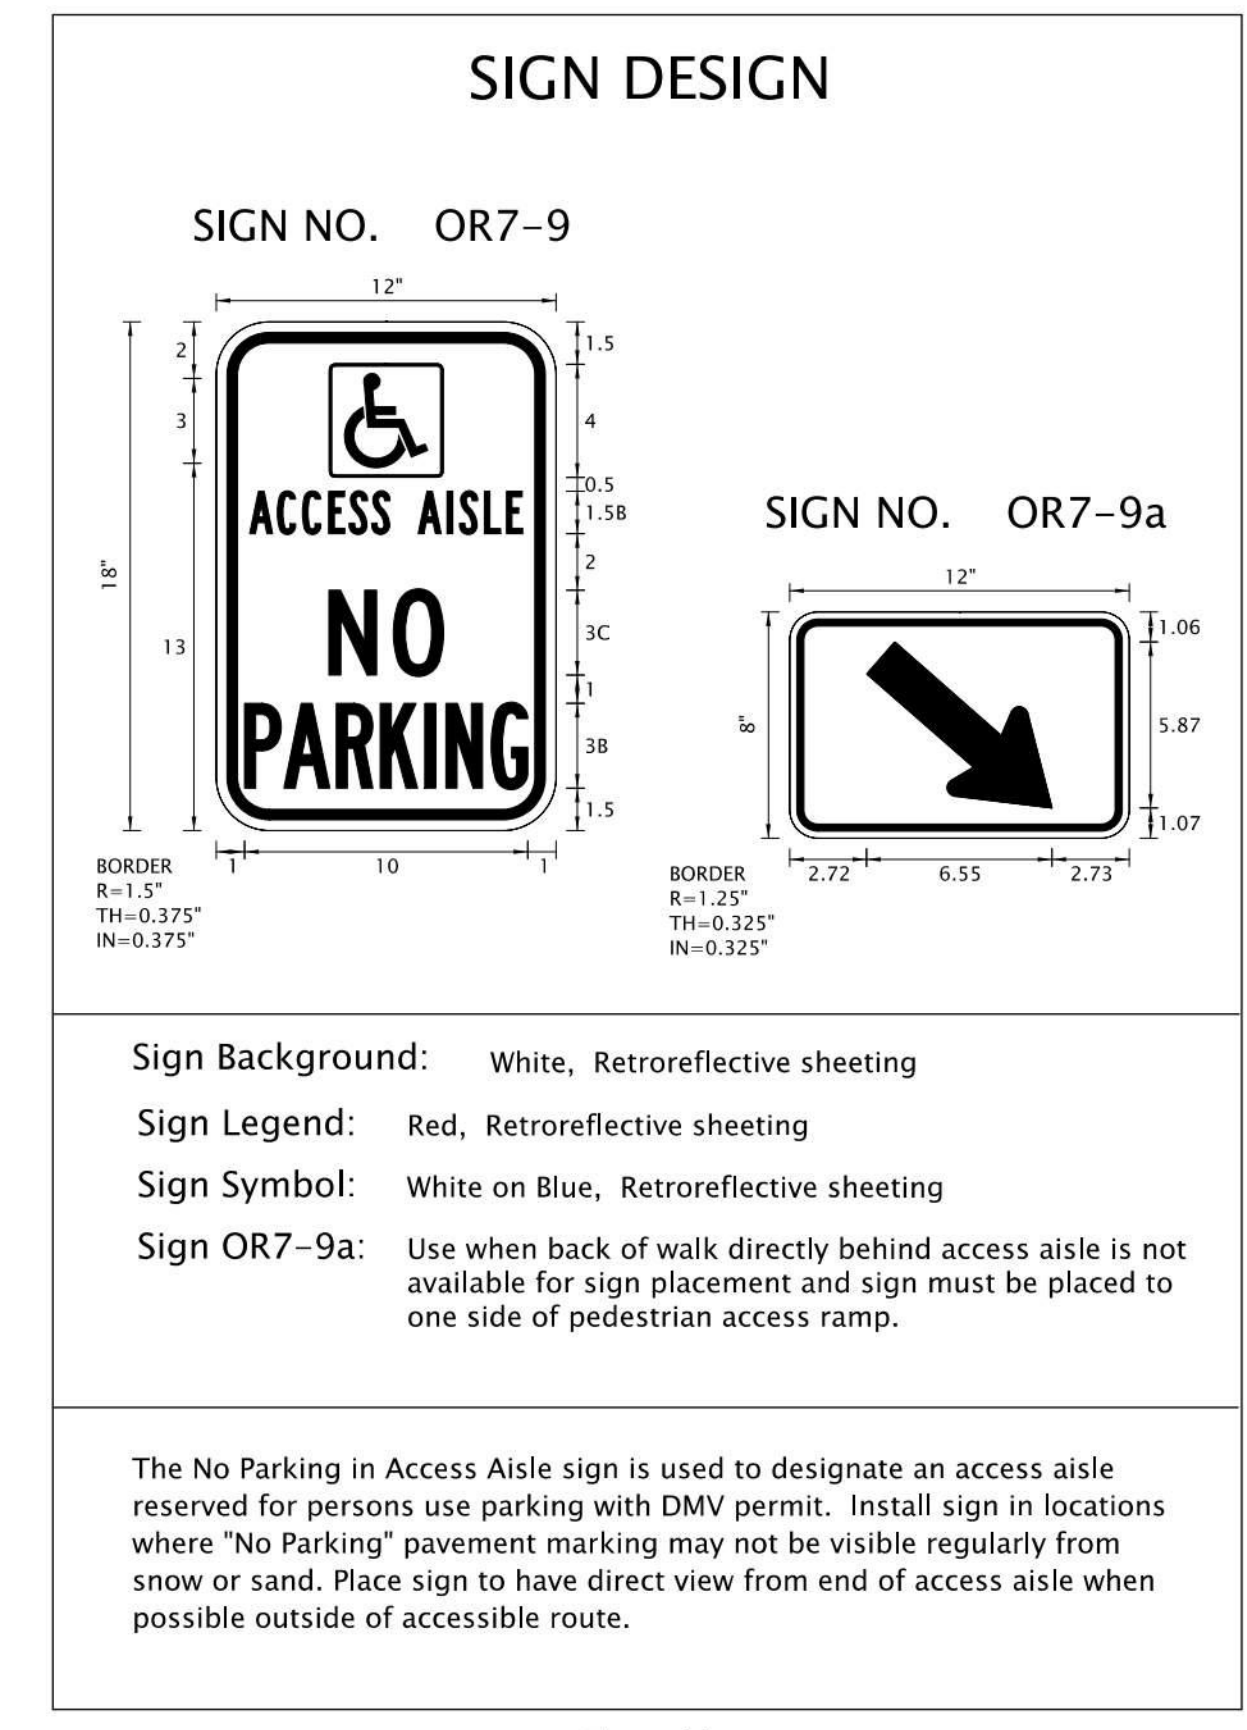 SIGN DESIGN
SIGN NO. OR7-9
12"
2
1.5
3
4
0.5
ACCESS AISLE
1.5B
18"
2
NO
3C
13
1
PARKING
3B
1.5
1
10
1
BORDER
R=1.5"
TH=0.375"
IN=0.375"
SIGN NO. OR7-9a
12"
1.06
8"
5.87
1.07
2.72
6.55
2.73
BORDER
R=1.25"
TH=0.325"
IN=0.325"
Sign Background: White, Retroreflective sheeting
Sign Legend: Red, Retroreflective sheeting
Sign Symbol: White on Blue, Retroreflective sheeting
Sign OR7-9a: Use when back of walk directly behind access aisle is not
available for sign placement and sign must be placed to
one side of pedestrian access ramp.
The No Parking in Access Aisle sign is used to designate an access aisle
reserved for persons use parking with DMV permit. Install sign in locations
where "No Parking" pavement marking may not be visible regularly from
snow or sand. Place sign to have direct view from end of access aisle when
possible outside of accessible route.